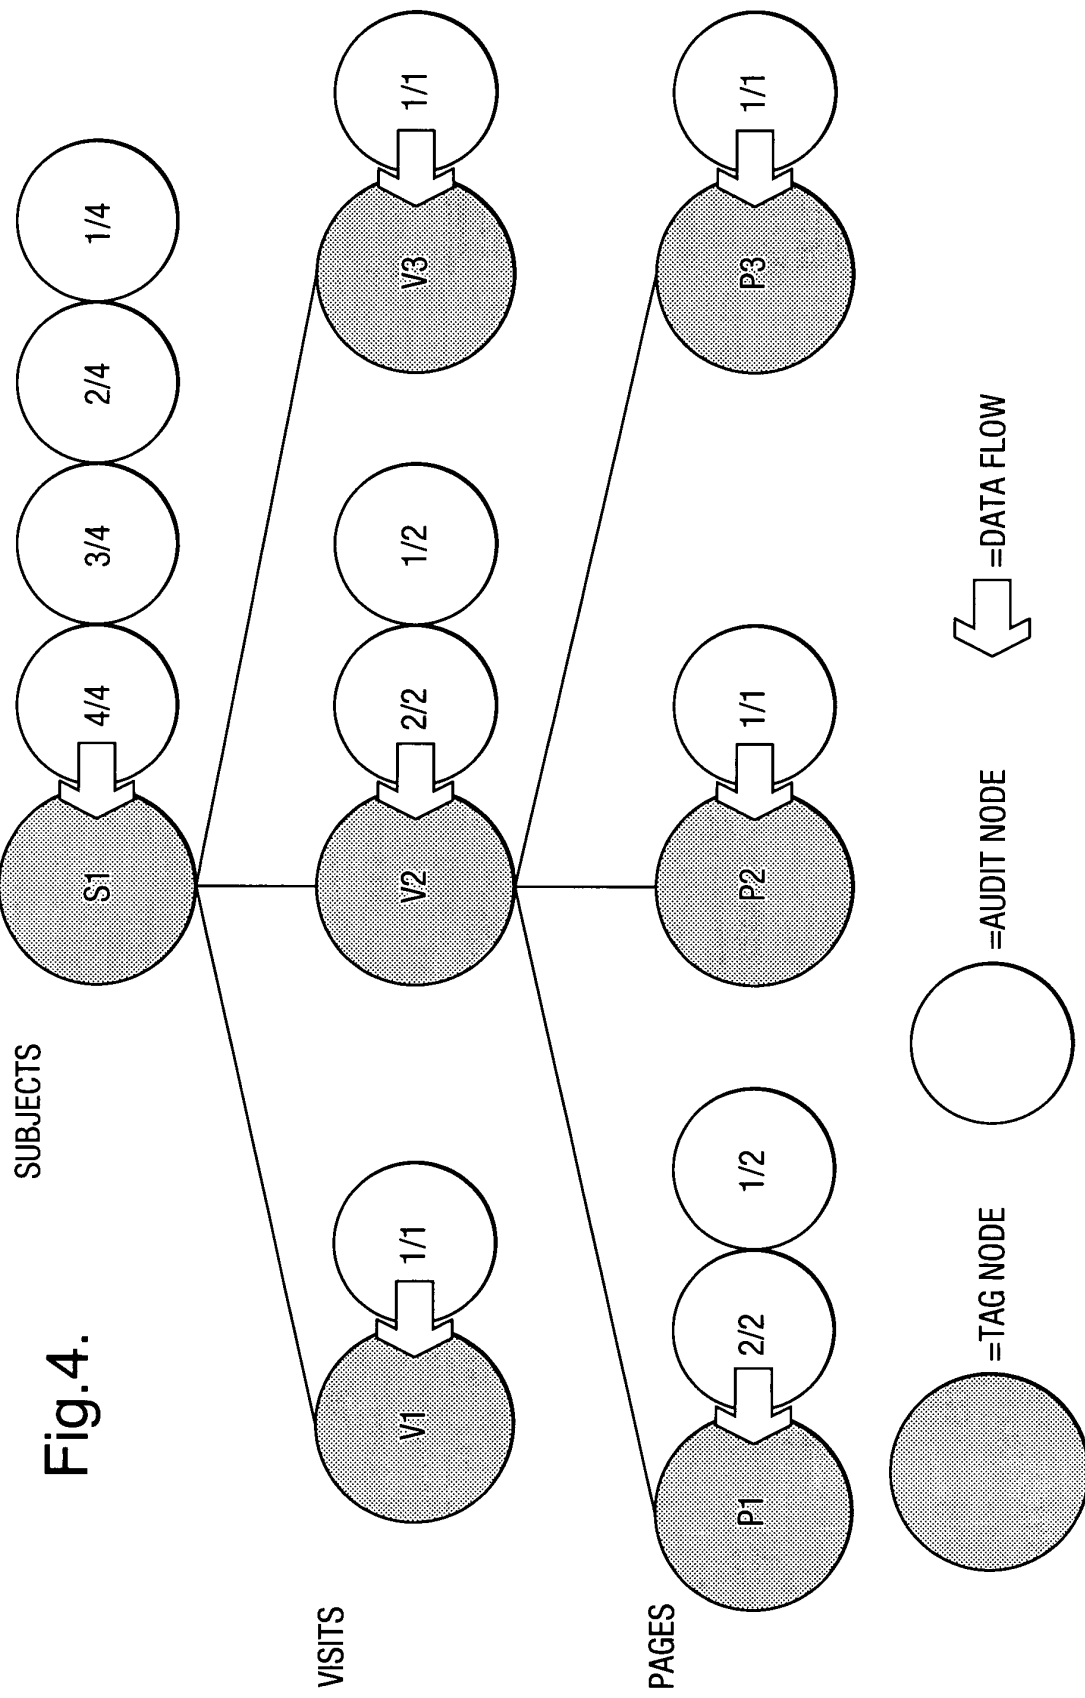 Fig.4.
SUBJECTS
S1
4/4
3/4
2/4
1/4
VISITS
V1
1/1
V2
2/2
1/2
V3
1/1
PAGES
P1
2/2
1/2
P2
1/1
P3
1/1
=TAG NODE
=AUDIT NODE
=DATA FLOW